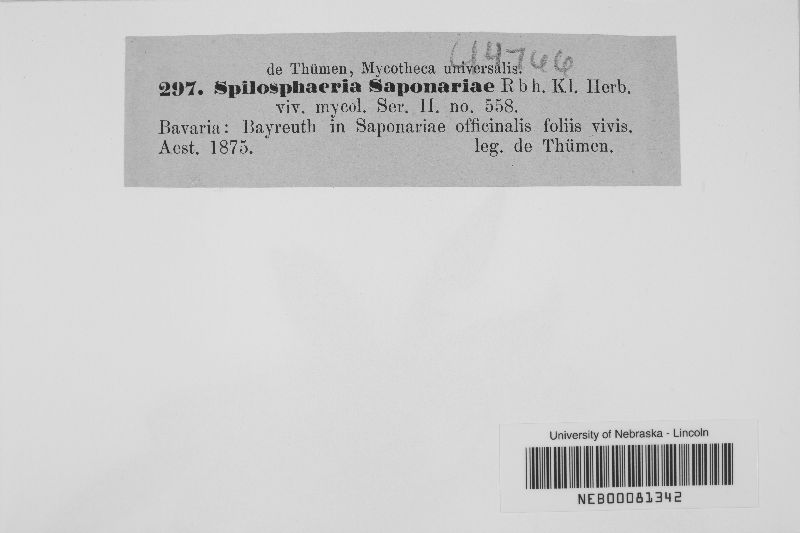 de Thümen, Mycotheca universalis.
297. Spilosphaeria Saponariae Rbh. Kl. Herb.
viv. mycol. Ser. II. no. 558.
Bavaria: Bayreuth in Saponariae officinalis foliis vivis.
Aest. 1875. leg. de Thümen.
University of Nebraska - Lincoln
NEB00081342